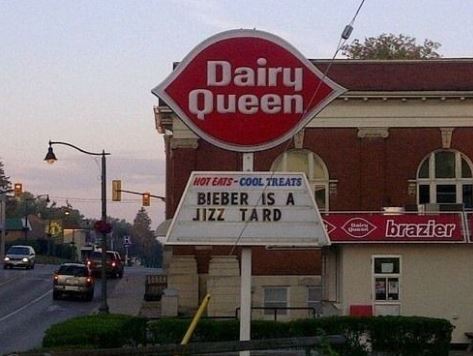 Dairy
Queen
HOT EATS - COOL TREATS
BIEBER IS A
JIZZ TARD
Dairy
Queen
brazier